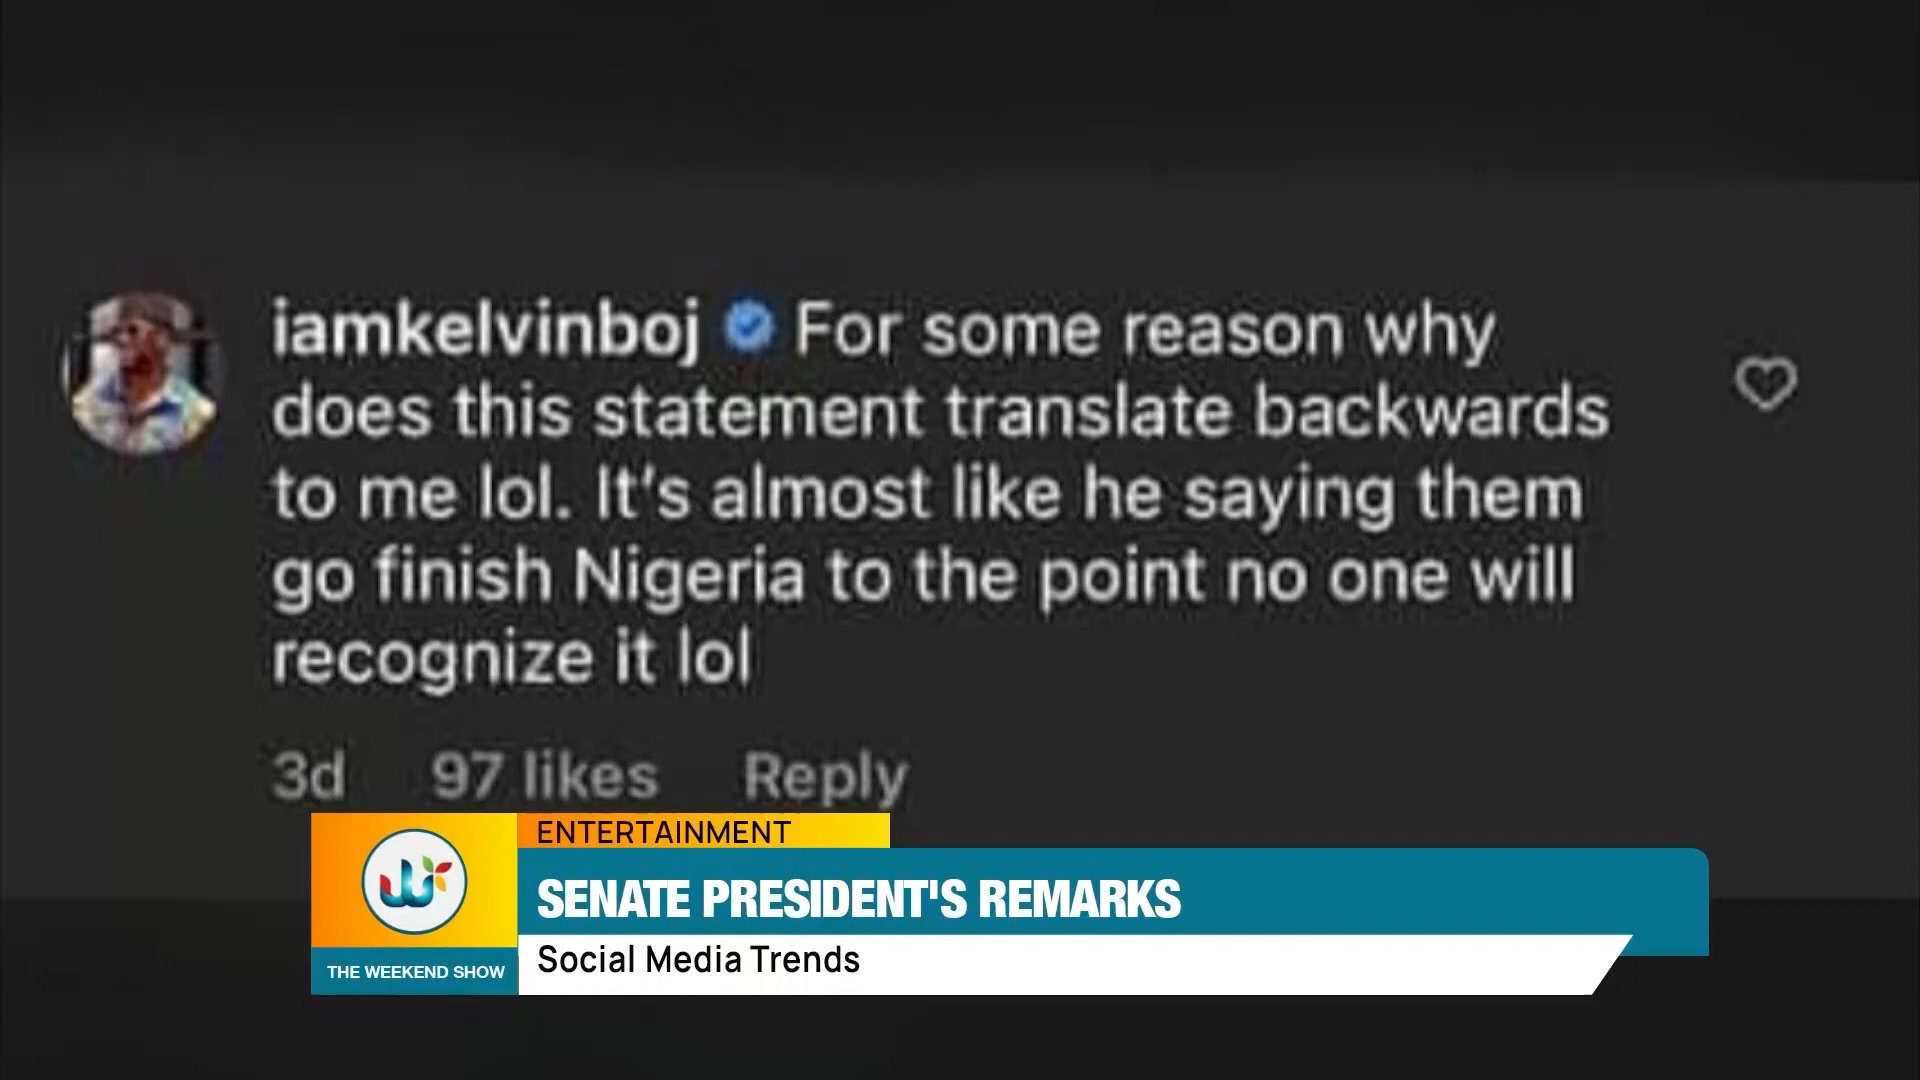 iamkelvinboj For some reason why
does this statement translate backwards
to me lol. It's almost like he saying them
go finish Nigeria to the point no one will
recognize it lol
3d 97 likes Reply
ENTERTAINMENT
SENATE PRESIDENT'S REMARKS
THE WEEKEND SHOW
Social Media Trends